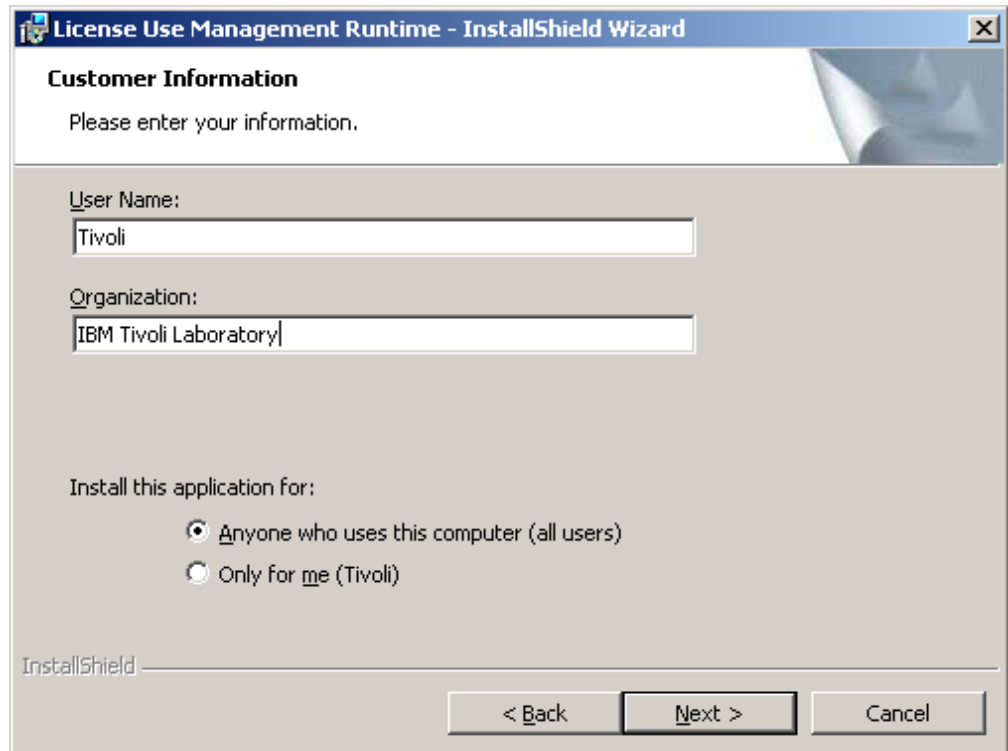 License Use Management Runtime - InstallShield Wizard
Customer Information
Please enter your information.
User Name:
Tivoli
Organization:
IBM Tivoli Laboratory
Install this application for:
Anyone who uses this computer (all users)
Only for me (Tivoli)
InstallShield
< Back Next > Cancel